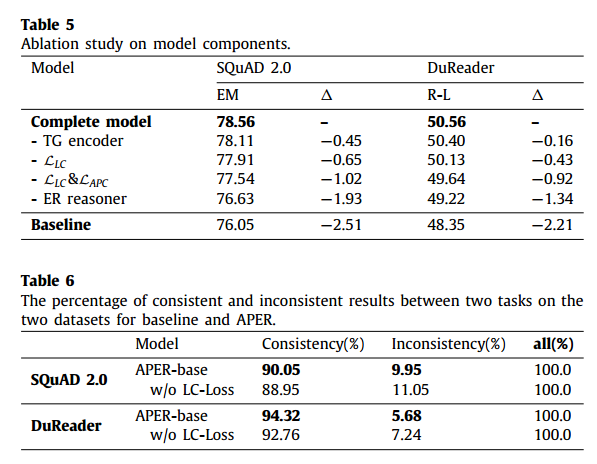 Table 5
Ablation study on model components.
Model SQuAD 2.0 DuReader
EM Δ R-L Δ
Complete model 78.56 – 50.56 –
- TG encoder 78.11 −0.45 50.40 −0.16
- ℒLC 77.91 −0.65 50.13 −0.43
- ℒLC&ℒAPC 77.54 −1.02 49.64 −0.92
- ER reasoner 76.63 −1.93 49.22 −1.34
Baseline 76.05 −2.51 48.35 −2.21
Table 6
The percentage of consistent and inconsistent results between two tasks on the
two datasets for baseline and APER.
Model Consistency(%) Inconsistency(%) all(%)
SQuAD 2.0 APER-base 90.05 9.95 100.0
w/o LC-Loss 88.95 11.05 100.0
DuReader APER-base 94.32 5.68 100.0
w/o LC-Loss 92.76 7.24 100.0